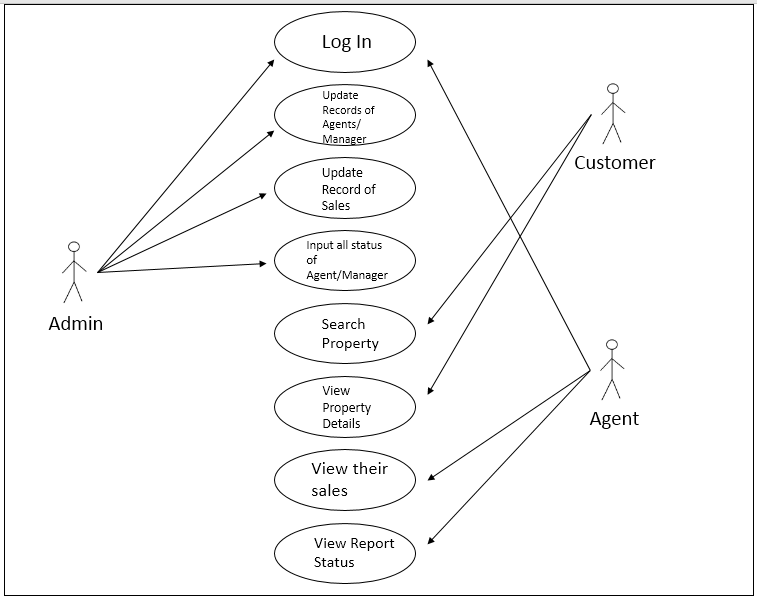 Log In
Update
Records of
Agents/
Manager
Customer
Update
Record of
Sales
Input all status
of
Agent/Manager
Admin
Search
Property
View
Property
Details
Agent
View their
sales
View Report
Status